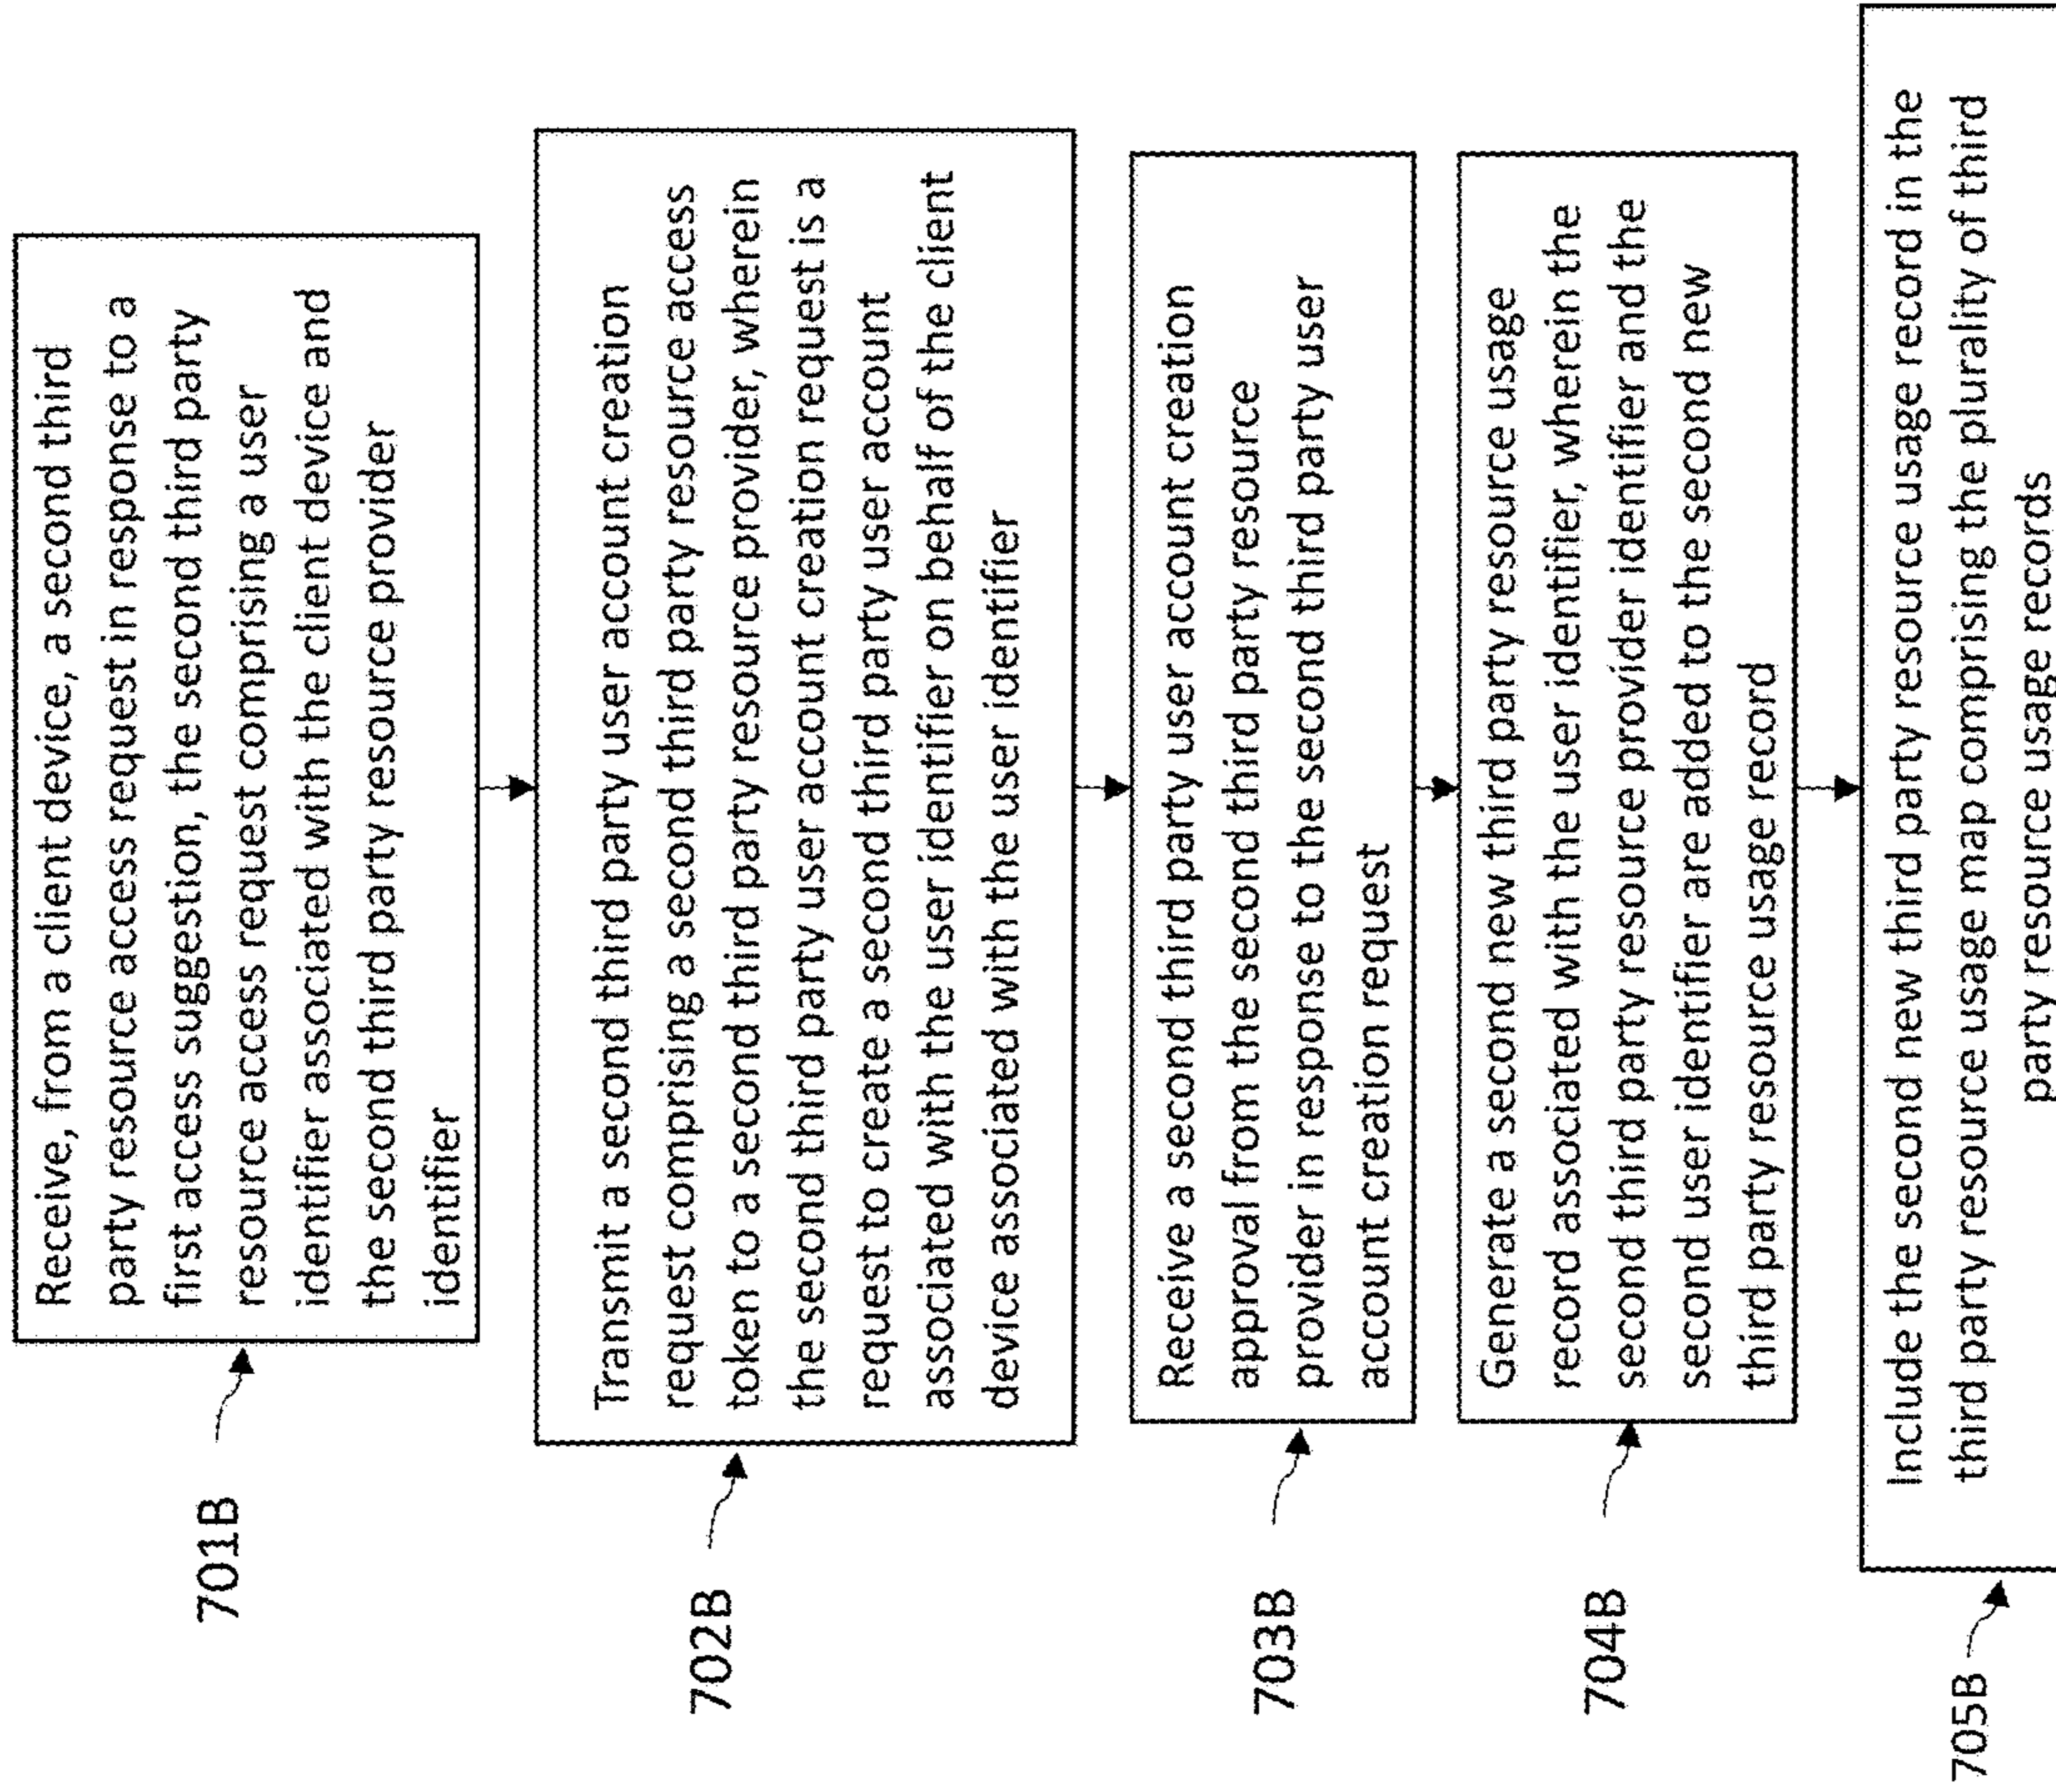 701B
Receive, from a client device, a second third
party resource access request in response to a
first access suggestion, the second third party
resource access request comprising a user
identifier associated with the client device and
the second third party resource provider
identifier
702B
Transmit a second third party user account creation
request comprising a second third party resource access
token to a second third party resource provider, wherein
the second third party user account creation request is a
request to create a second third party user account
associated with the user identifier on behalf of the client
device associated with the user identifier
703B
Receive a second third party user account creation
approval from the second third party resource
provider in response to the second third party user
account creation request
704B
Generate a second new third party resource usage
record associated with the user identifier, wherein the
second third party resource provider identifier and the
second user identifier are added to the second new
third party resource usage record
705B
Include the second new third party resource usage record in the
third party resource usage map comprising the plurality of third
party resource usage records